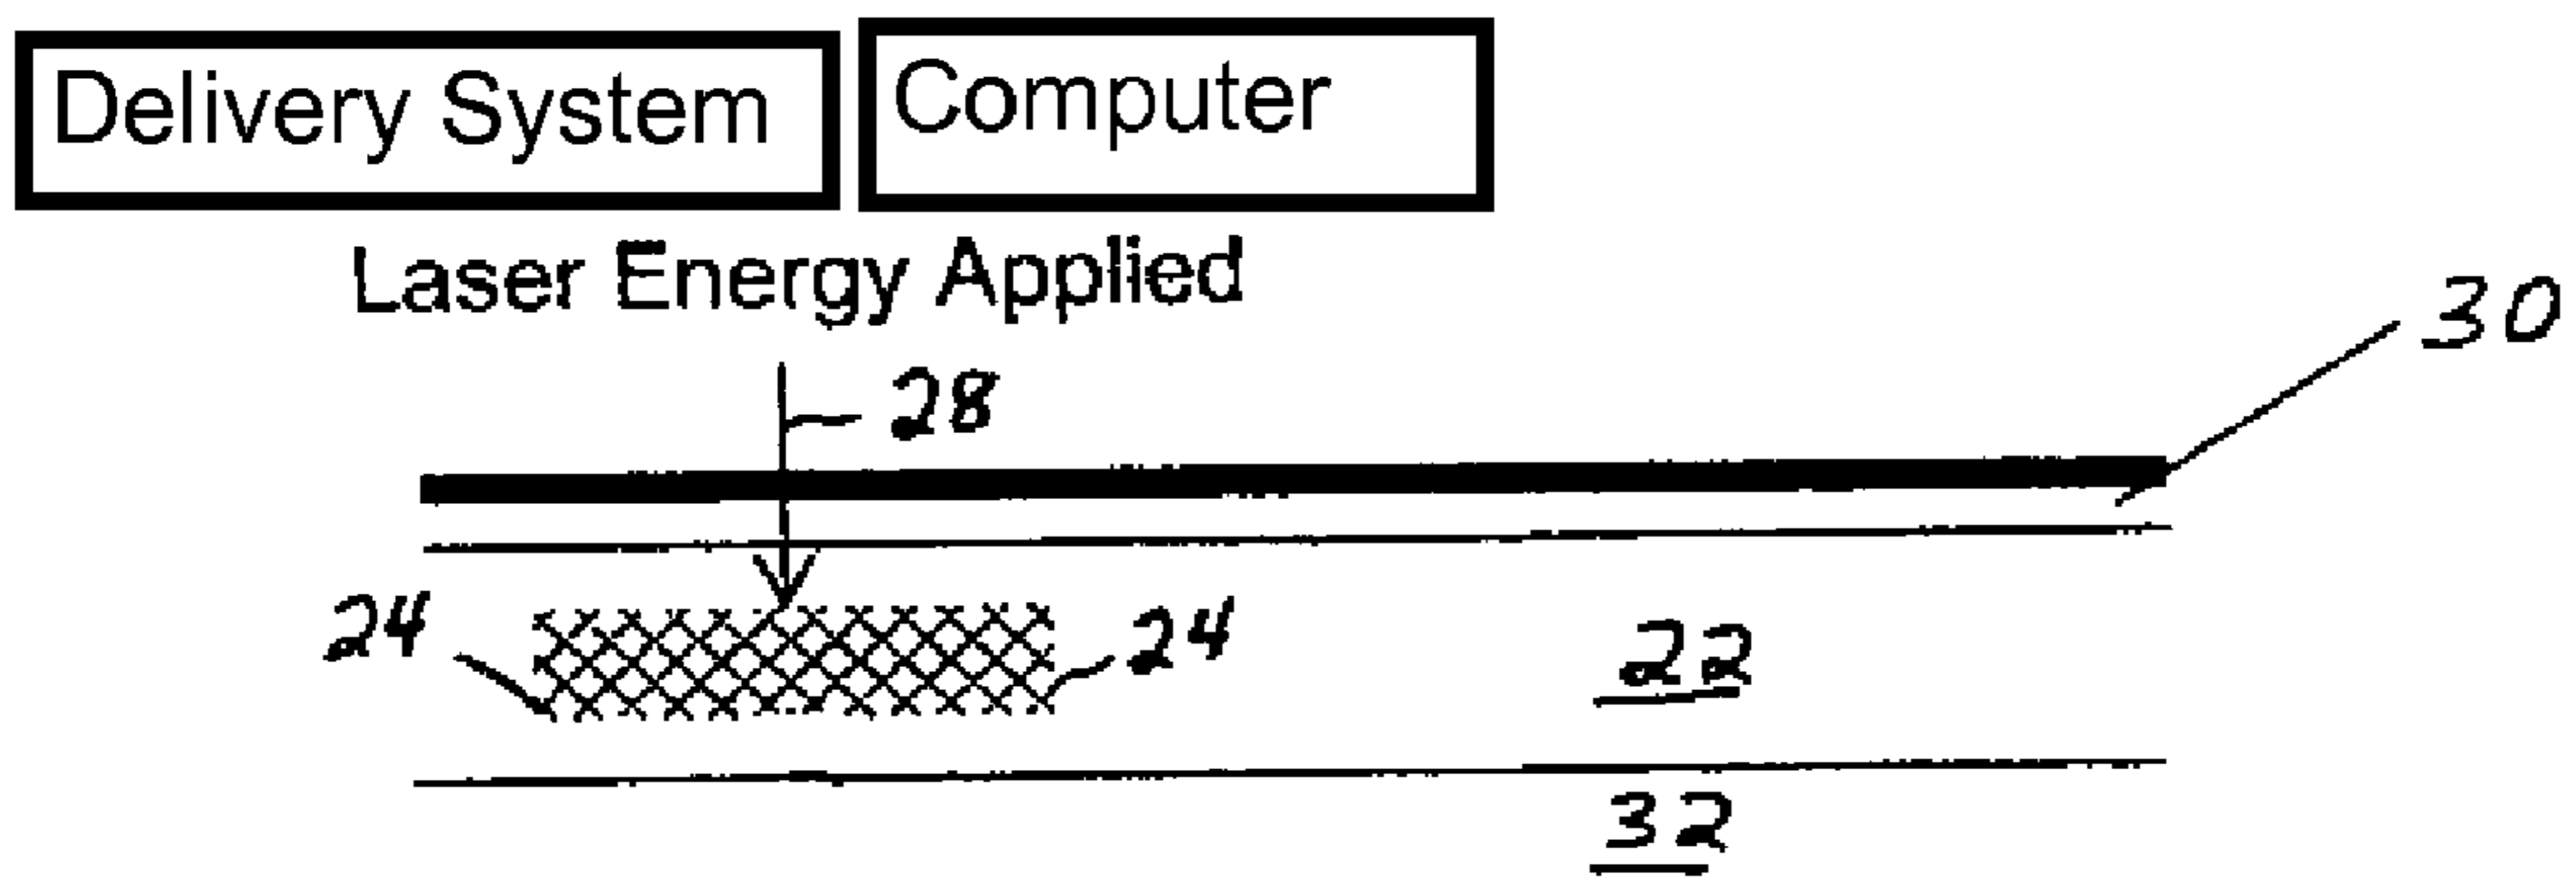 Delivery System Computer
Laser Energy Applied
30
28
24 24 22
32